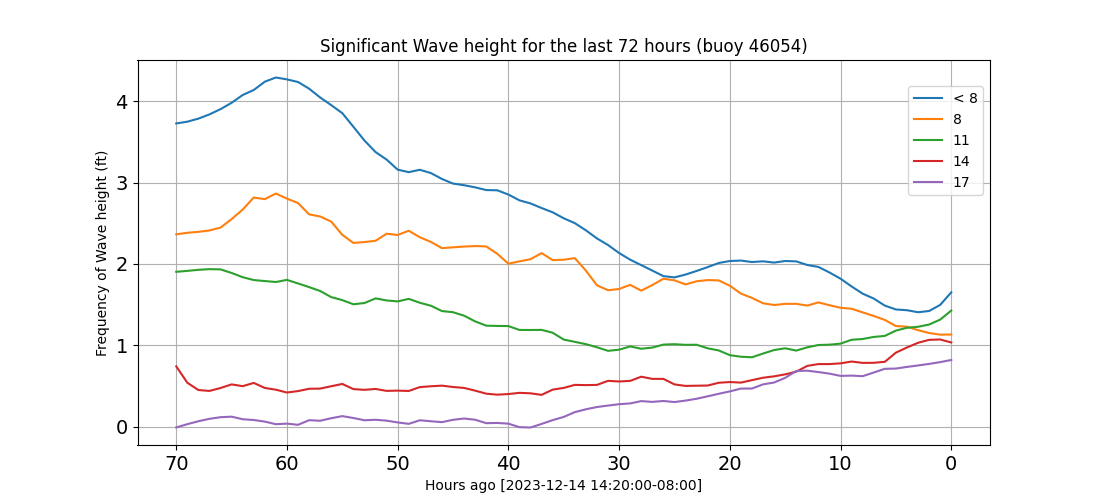 Significant Wave height for the last 72 hours (buoy 46054)
Frequency of Wave height (ft)
4
3
2
1
0
< 8
8
11
14
17
70 60 50 40 30 20 10 0
Hours ago [2023-12-14 14:20:00-08:00]